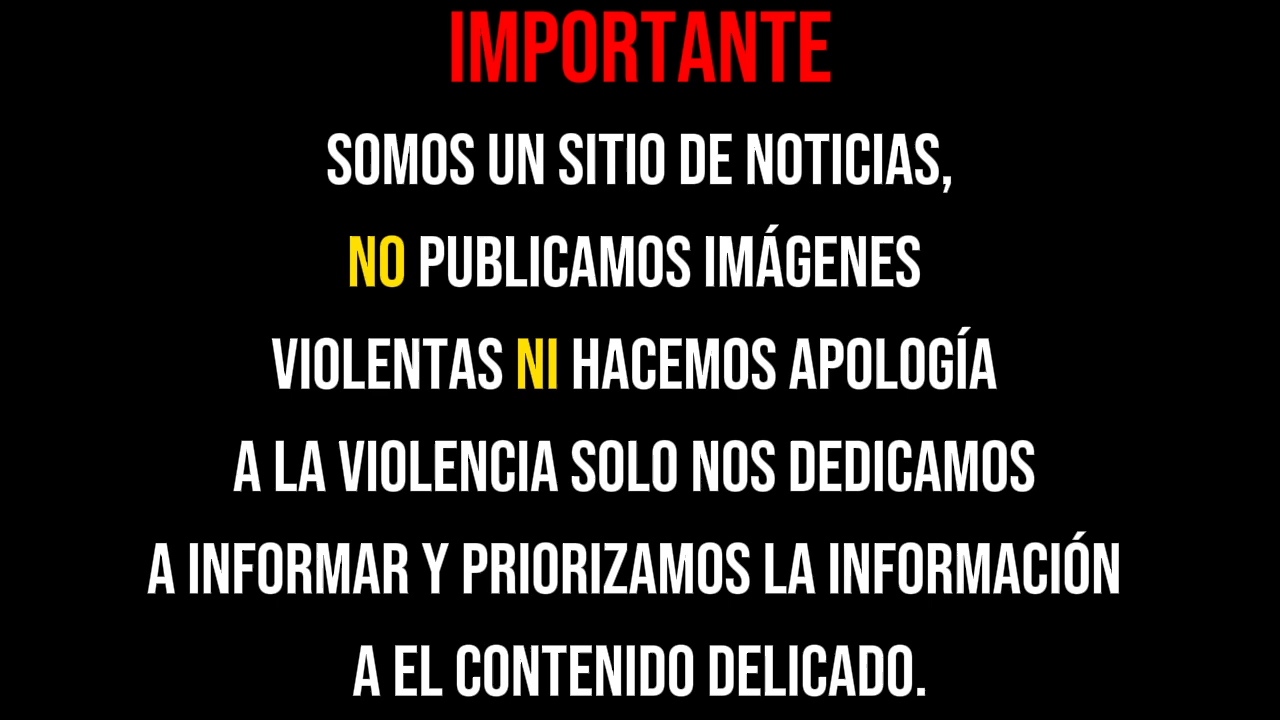 IMPORTANTE
SOMOS UN SITIO DE NOTICIAS,
NO PUBLICAMOS IMÁGENES
VIOLENTAS NI HACEMOS APOLOGÍA
A LA VIOLENCIA SOLO NOS DEDICAMOS
A INFORMAR Y PRIORIZAMOS LA INFORMACIÓN
A EL CONTENIDO DELICADO.